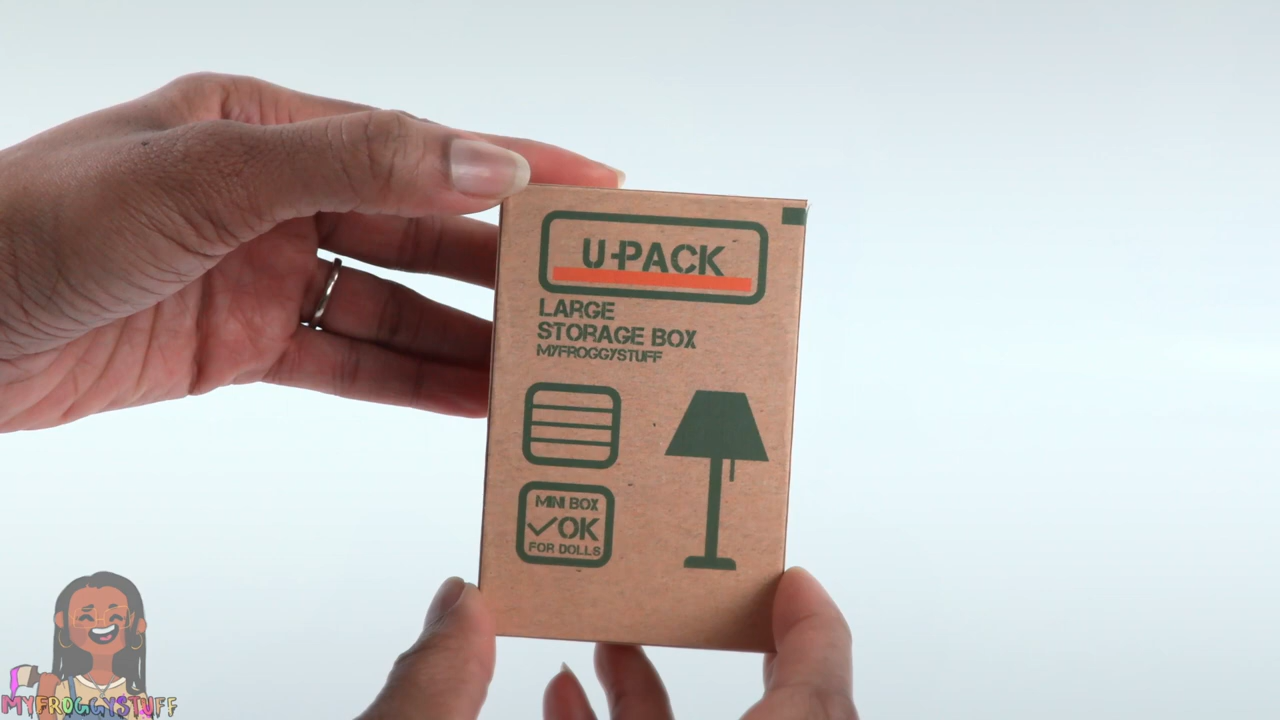 U-PACK
LARGE
STORAGE BOX
MYFROGGYSTUFF
MINI BOX
OK
FOR DOLLS
MYFROGGYSTUFF